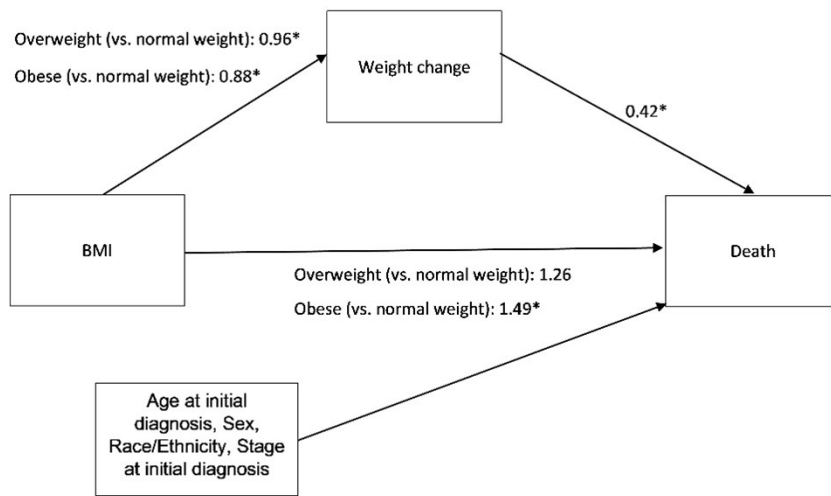 Overweight (vs. normal weight): 0.96*
Obese (vs. normal weight): 0.88*
Weight change
0.42*
BMI
Death
Overweight (vs. normal weight): 1.26
Obese (vs. normal weight): 1.49*
Age at initial
diagnosis, Sex,
Race/Ethnicity, Stage
at initial diagnosis